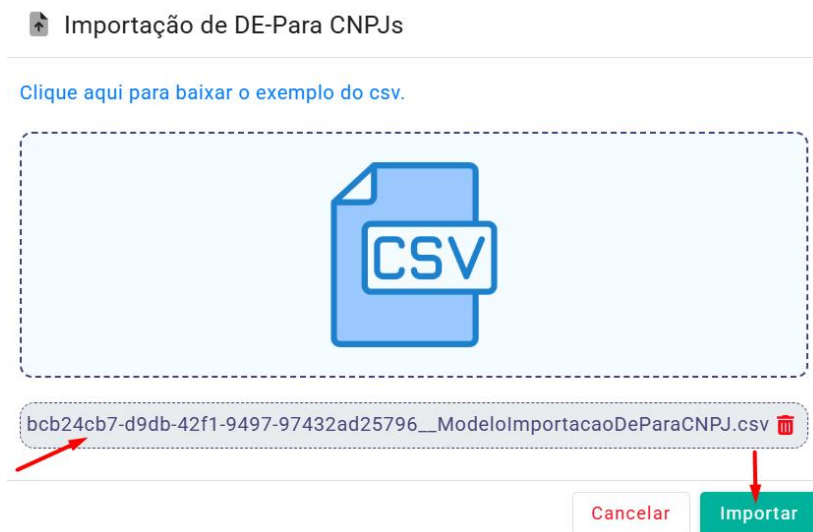 Importação de DE-Para CNPJs
Clique aqui para baixar o exemplo do csv.
CSV
bcb24cb7-d9db-42f1-9497-97432ad25796__ModeloImportacaoDeParaCNPJ.csv
Cancelar
Importar